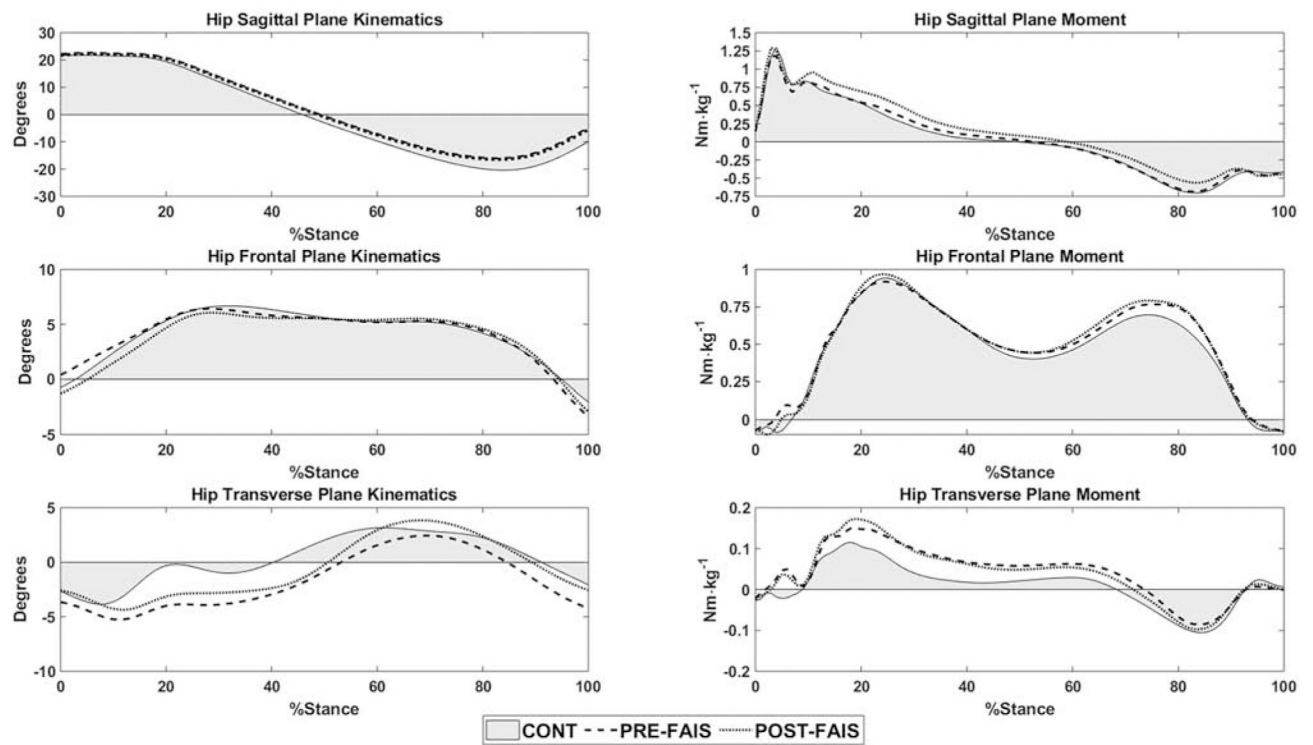 Hip Sagittal Plane Kinematics
30
20
10
0
-10
-20
-30
Degrees
0 20 40 60 80 100
%Stance
Hip Sagittal Plane Moment
1.5
1.25
1
0.75
0.5
0.25
0
-0.25
-0.5
-0.75
Nm·kg-1
0 20 40 60 80 100
%Stance
Hip Frontal Plane Kinematics
10
5
0
-5
Degrees
0 20 40 60 80 100
%Stance
Hip Frontal Plane Moment
1
0.75
0.5
0.25
0
Nm·kg-1
0 20 40 60 80 100
%Stance
Hip Transverse Plane Kinematics
5
0
-5
-10
Degrees
0 20 40 60 80 100
%Stance
Hip Transverse Plane Moment
0.2
0.1
0
-0.1
0.2
Nm·kg-1
0 20 40 60 80 100
%Stance
CONT PRE-FAIS POST-FAIS